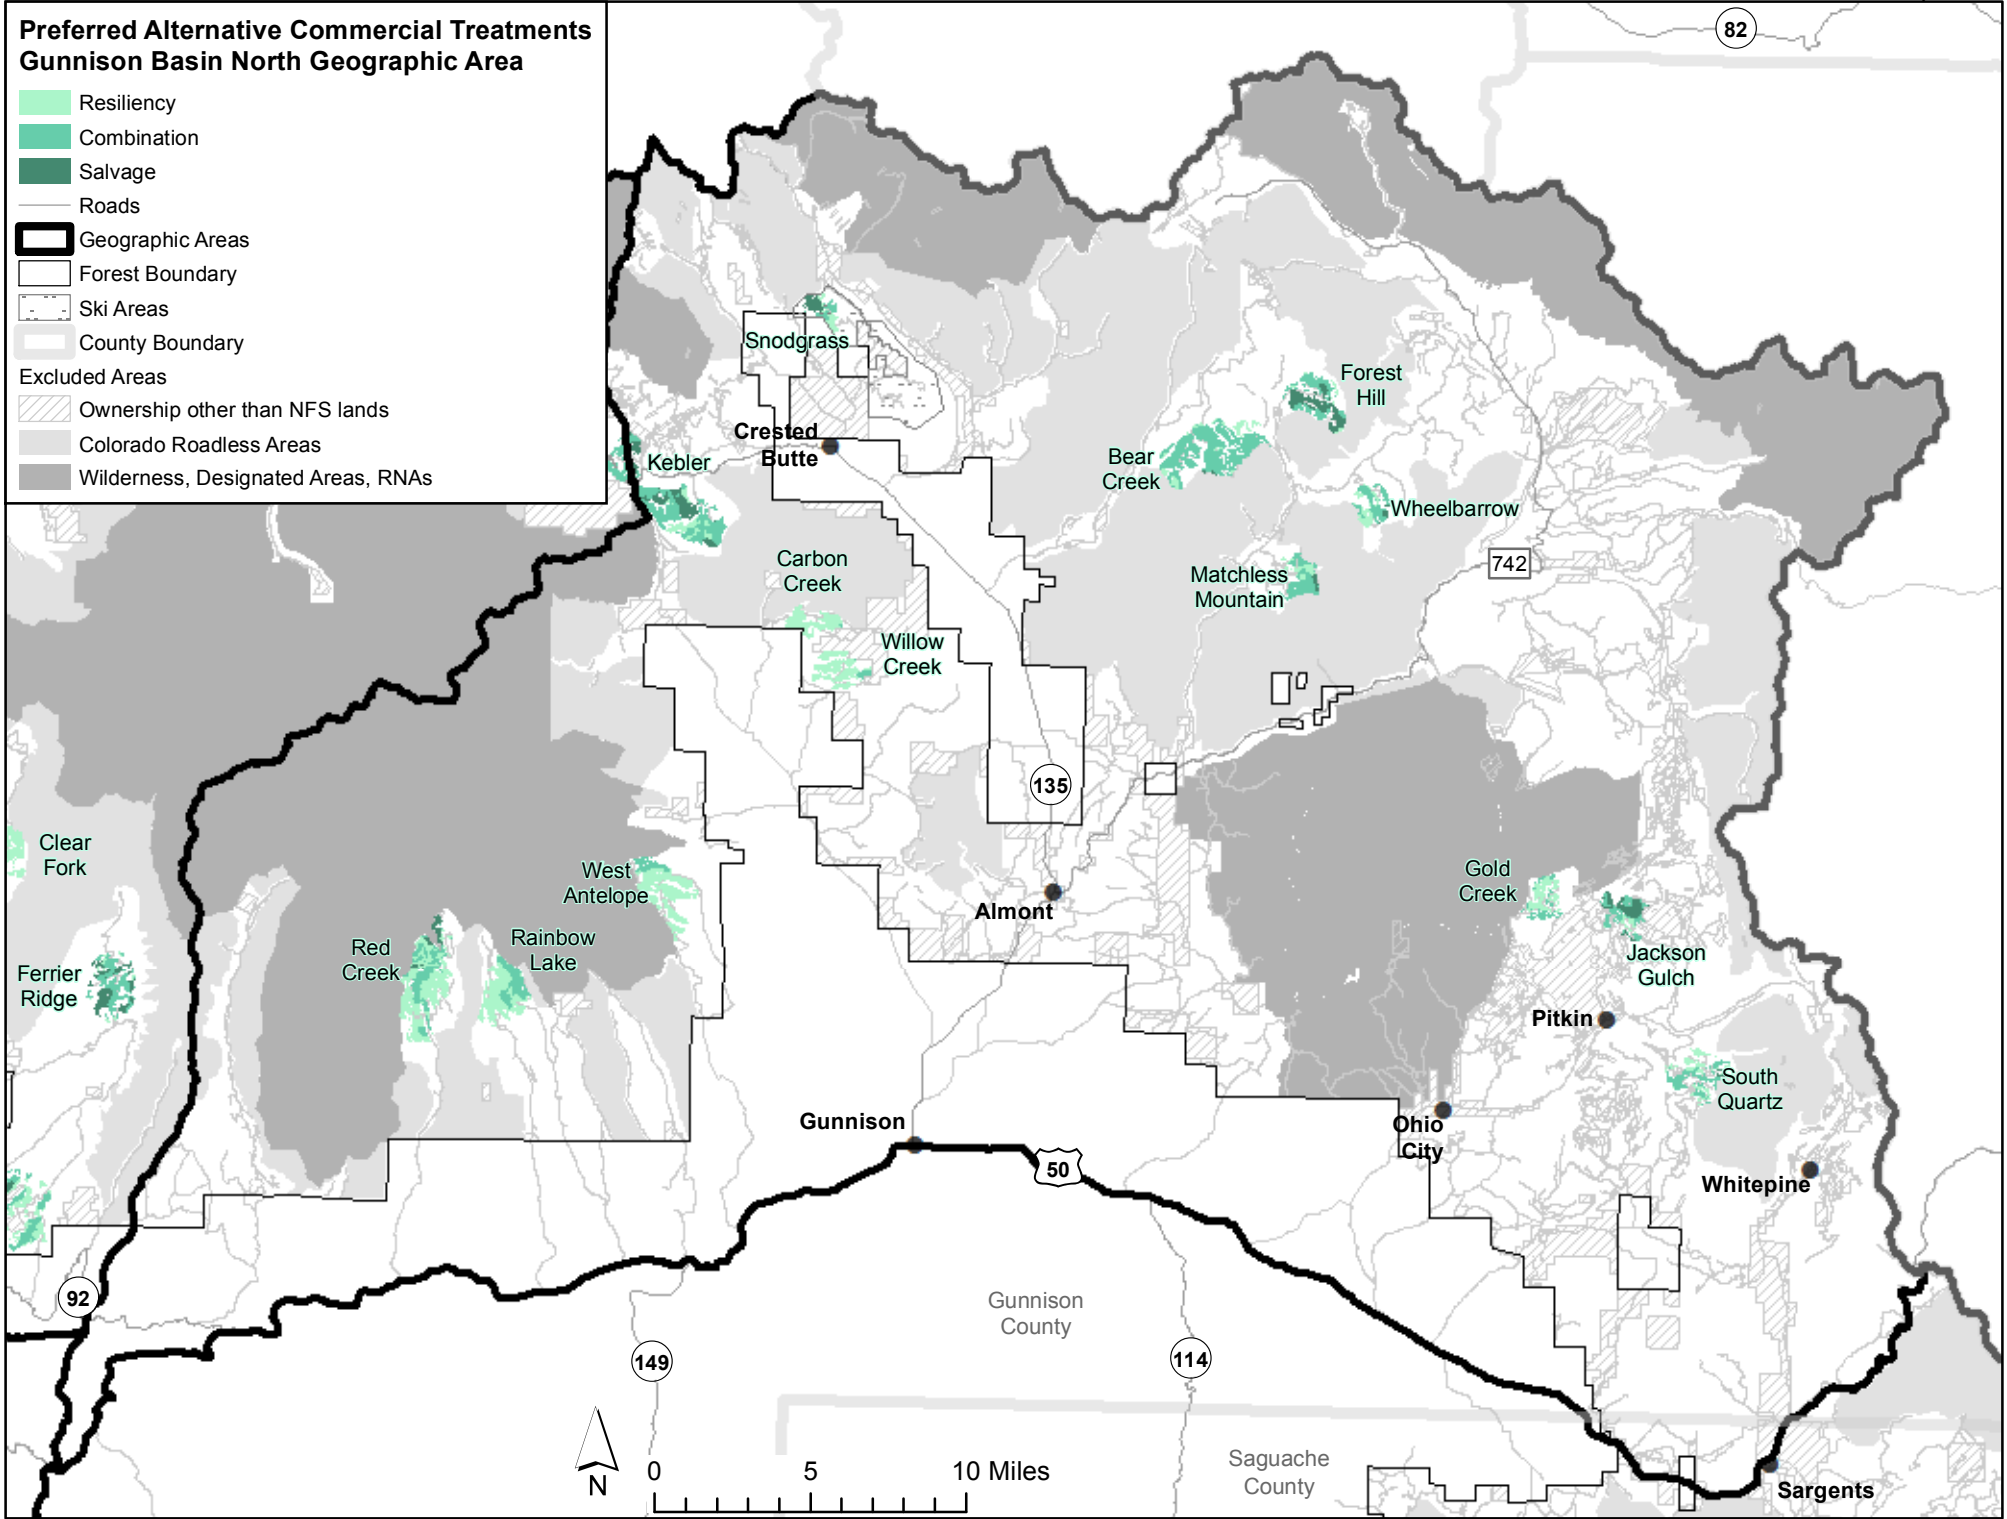 Preferred Alternative Commercial Treatments
Gunnison Basin North Geographic Area
Resiliency
Combination
Salvage
Roads
Geographic Areas
Forest Boundary
Ski Areas
County Boundary
Excluded Areas
Ownership other than NFS lands
Colorado Roadless Areas
Wilderness, Designated Areas, RNAs
82
Snodgrass
Forest
Hill
Crested
Butte
Kebler
Bear
Creek
Wheelbarrow
Carbon
Creek
Matchless
Mountain
742
Willow
Creek
135
Clear
Fork
West
Antelope
Almont
Gold
Creek
Red
Creek
Rainbow
Lake
Jackson
Gulch
Ferrier
Ridge
Pitkin
South
Quartz
Gunnison
Ohio
City
50
Whitepine
92
Gunnison
County
149
114
Saguache
County
N
0 5 10 Miles
Sargents